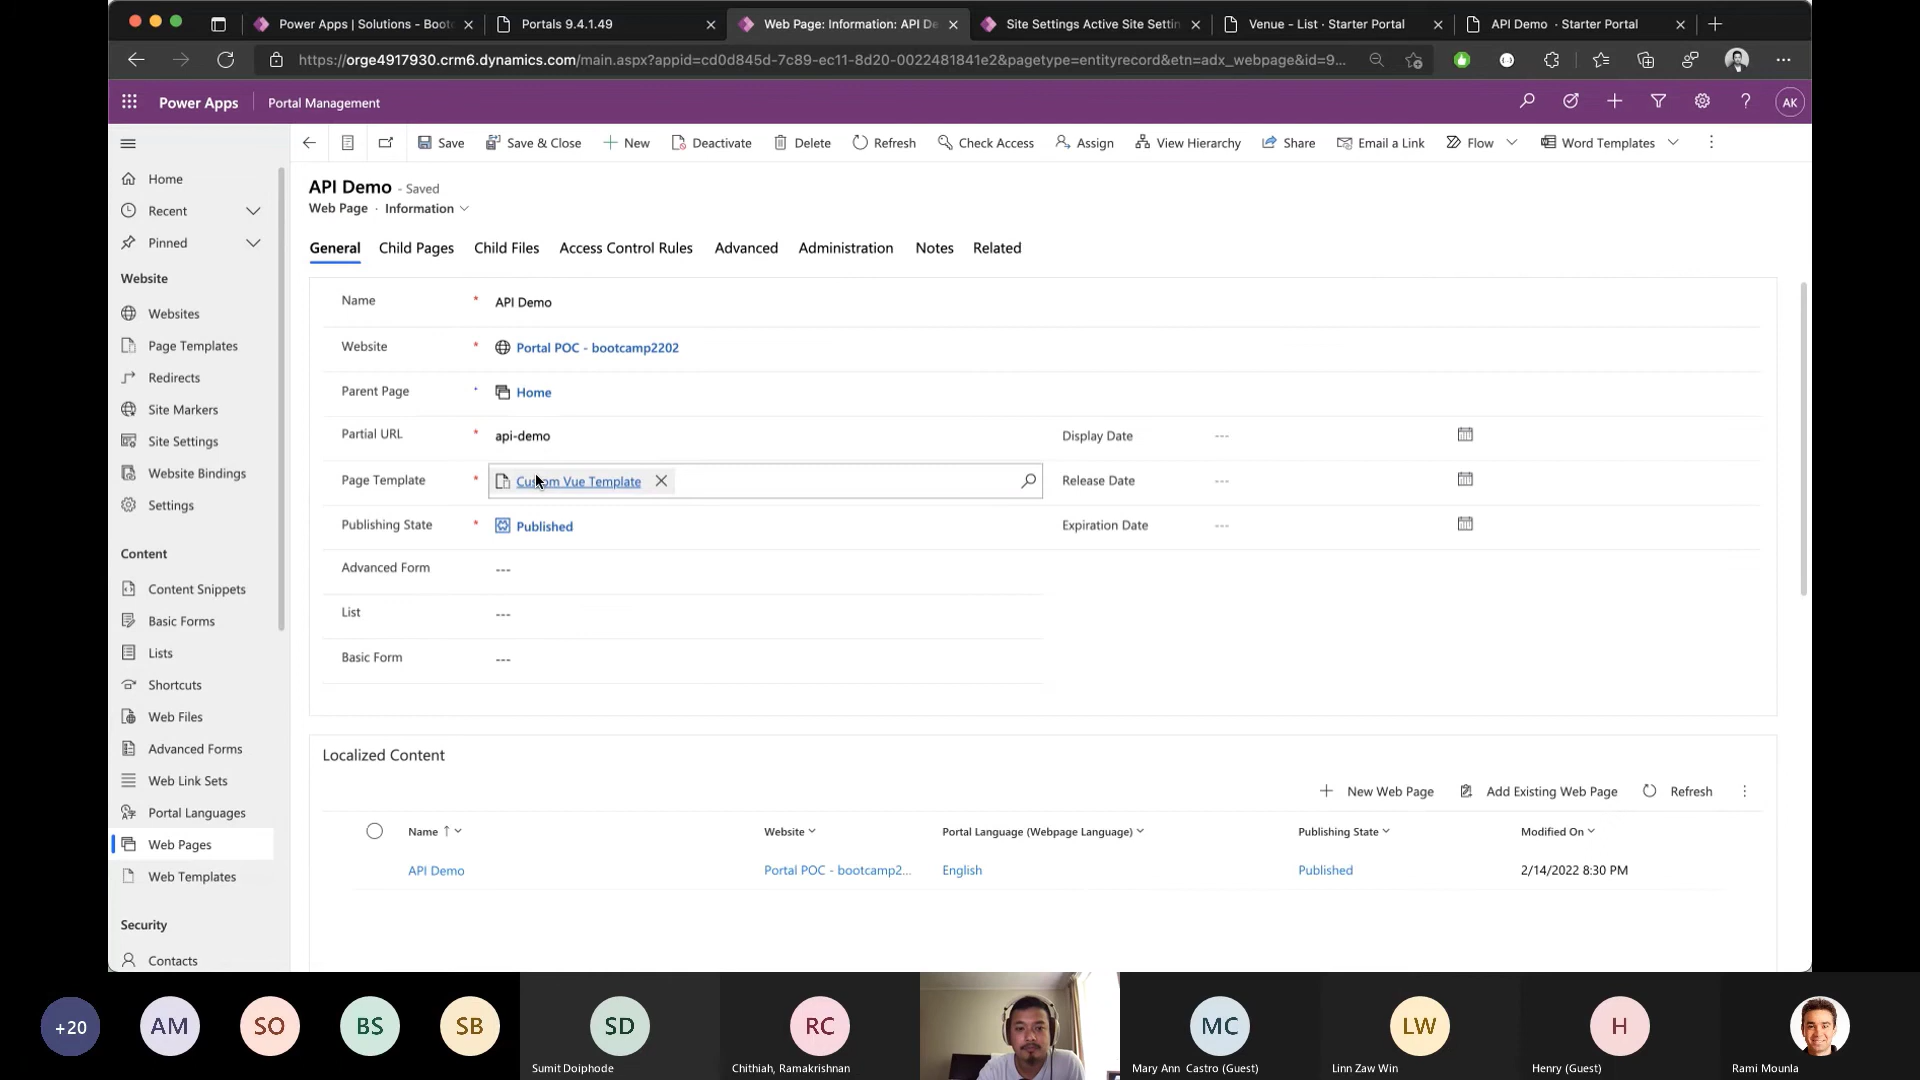 Power Apps | Solutions - Bootc
Portals 9.4.1.49
Web Page: Information: API De
Site Settings Active Site Settin
Venue - List · Starter Portal
API Demo · Starter Portal
https://orge4917930.crm6.dynamics.com/main.aspx?appid=cd0d845d-7c89-ec11-8d20-0022481841e2&pagetype=entityrecord&etn=adx_webpage&id=9...
Power Apps
Portal Management
AK
Save
Save & Close
New
Deactivate
Delete
Refresh
Check Access
Assign
View Hierarchy
Share
Email a Link
Flow
Word Templates
Home
Recent
Pinned
Website
Websites
Page Templates
Redirects
Site Markers
Site Settings
Website Bindings
Settings
Content
Content Snippets
Basic Forms
Lists
Shortcuts
Web Files
Advanced Forms
Web Link Sets
Portal Languages
Web Pages
Web Templates
Security
Contacts
API Demo - Saved
Web Page · Information
General
Child Pages
Child Files
Access Control Rules
Advanced
Administration
Notes
Related
Name * API Demo
Website * Portal POC - bootcamp2202
Parent Page Home
Partial URL * api-demo
Display Date ---
Page Template * Custom Vue Template
Release Date ---
Publishing State * Published
Expiration Date ---
Advanced Form ---
List ---
Basic Form ---
Localized Content
New Web Page
Add Existing Web Page
Refresh
Name
Website
Portal Language (Webpage Language)
Publishing State
Modified On
API Demo
Portal POC - bootcamp2...
English
Published
2/14/2022 8:30 PM
+20
AM
SO
BS
SB
SD
RC
MC
LW
H
Sumit Doiphode
Chithiah, Ramakrishnan
Mary Ann Castro (Guest)
Linn Zaw Win
Henry (Guest)
Rami Mounla